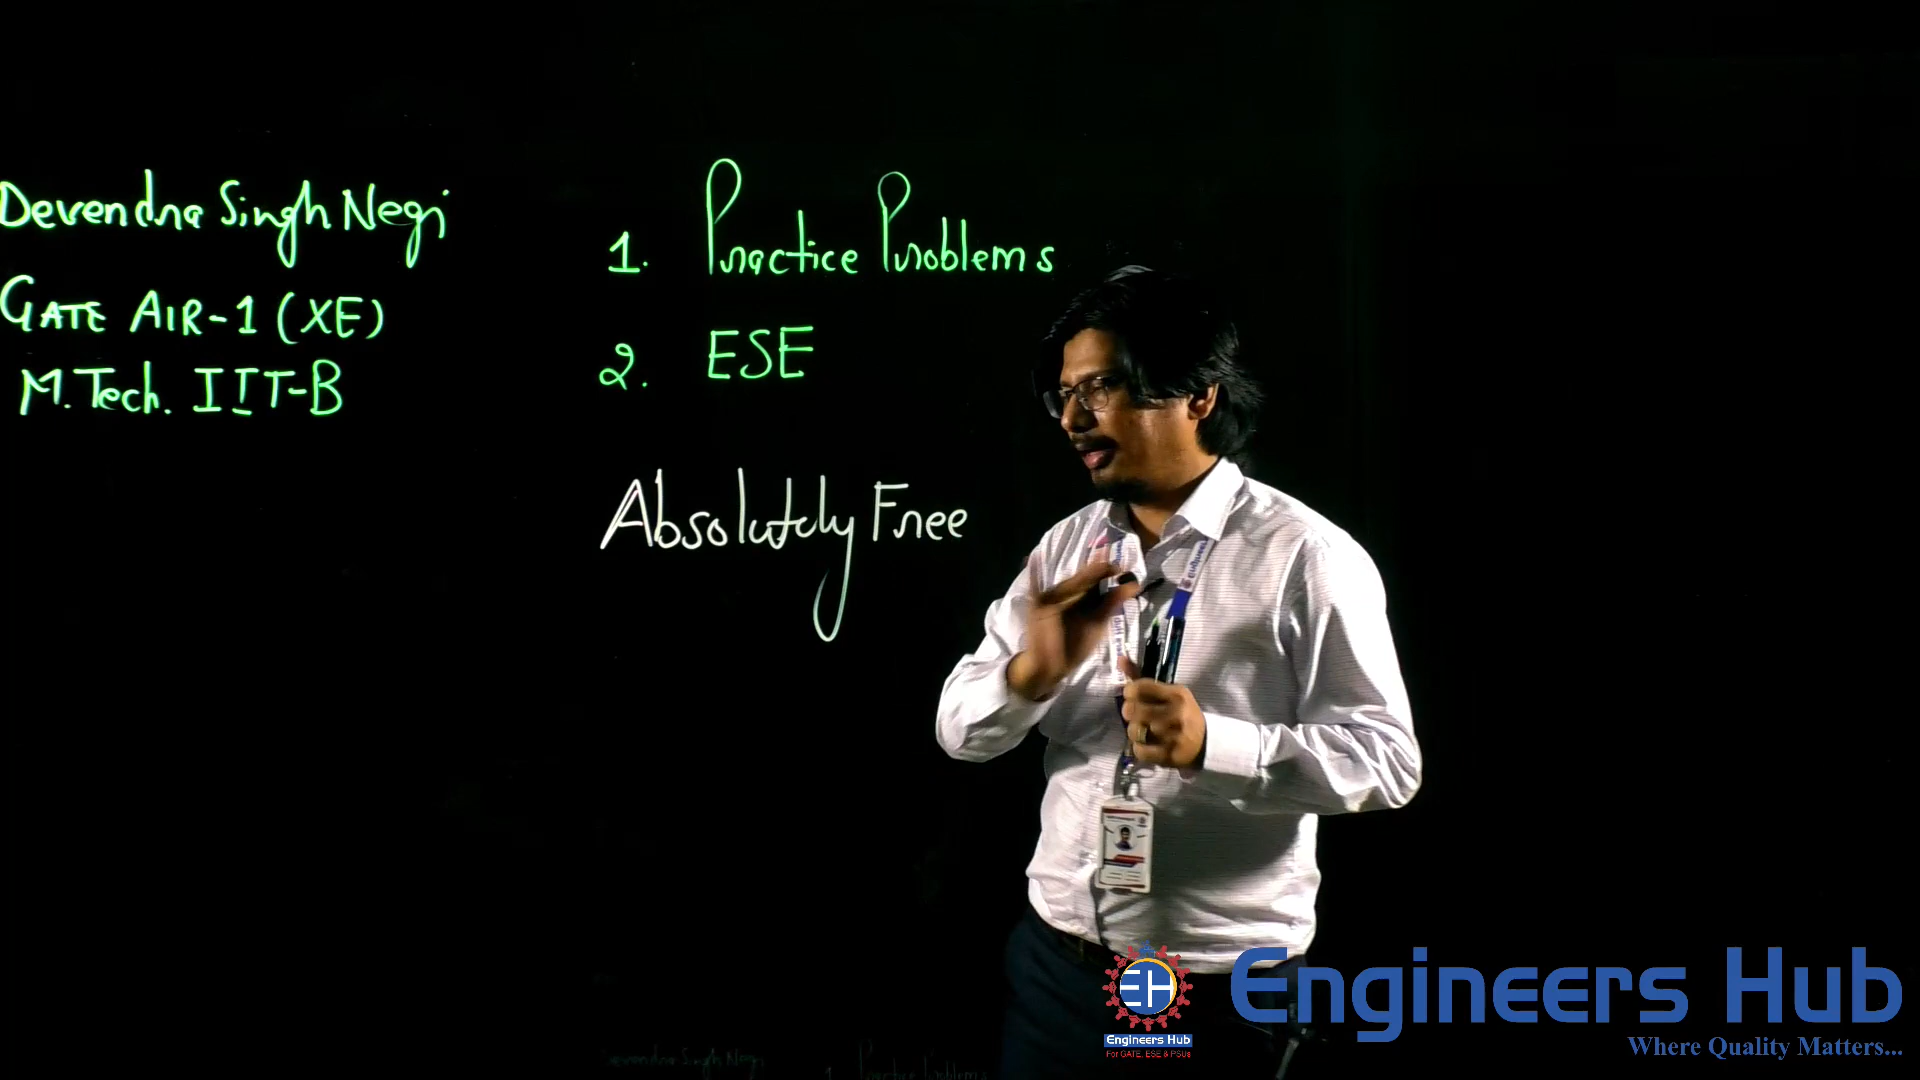 Devendra Singh Negi
GATE AIR-1 (XE)
M.Tech. IIT-B
1. Practice Problems
2. ESE
Absolutely Free
EH
Engineers Hub
For GATE, ESE & PSUs
Engineers Hub
Where Quality Matters...